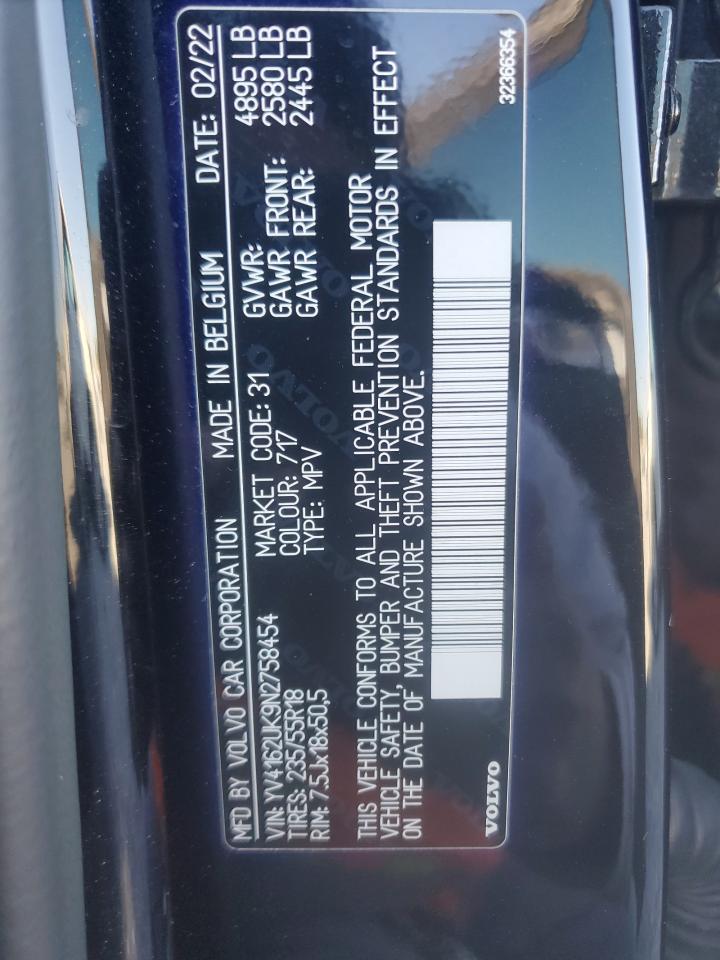 MFD BY VOLVO CAR CORPORATION MADE IN BELGIUM DATE: 02/22
VIN: YV4162UK9N2758454 MARKET CODE: 31 GVWR: 4895 LB
TIRES: 235/55R18 COLOUR: 717 GAWR FRONT: 2580 LB
RIM: 7.5Jx18x50,5 TYPE: MPV GAWR REAR: 2445 LB
THIS VEHICLE CONFORMS TO ALL APPLICABLE FEDERAL MOTOR
VEHICLE SAFETY, BUMPER AND THEFT PREVENTION STANDARDS IN EFFECT
ON THE DATE OF MANUFACTURE SHOWN ABOVE.
VOLVO 32366354